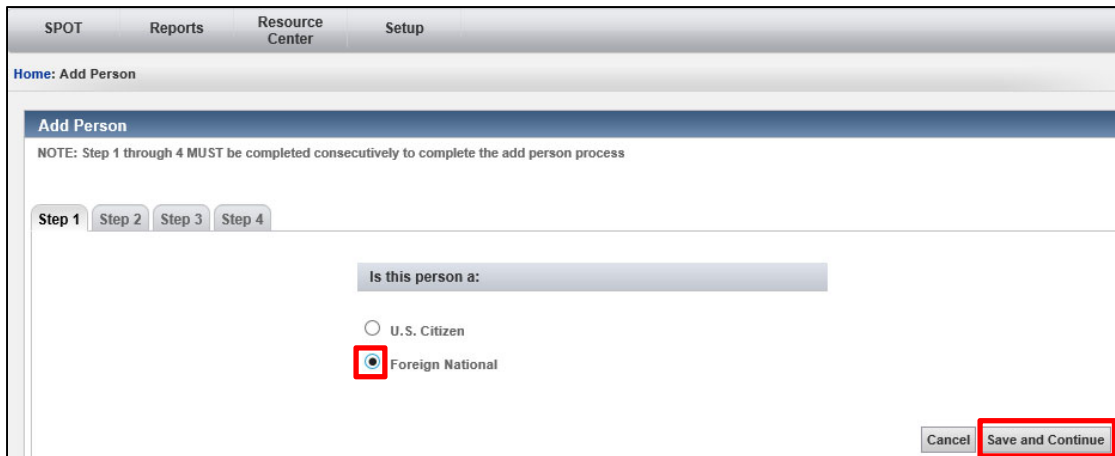 SPOT Reports Resource Center Setup
Home: Add Person
Add Person
NOTE: Step 1 through 4 MUST be completed consecutively to complete the add person process
Step 1 Step 2 Step 3 Step 4
Is this person a:
U.S. Citizen
Foreign National
Cancel Save and Continue